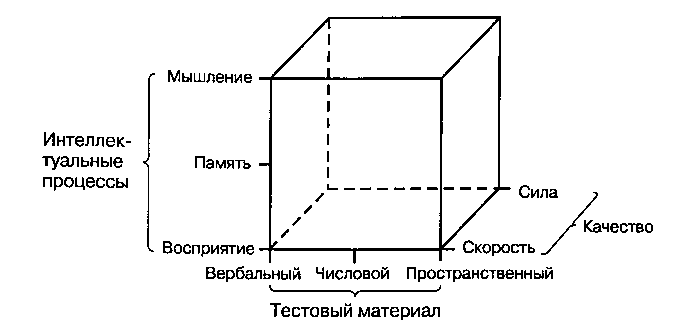 Мышление
Интеллек-
туальные
процессы
Память
Сила
Качество
Восприятие
Скорость
Вербальный Числовой Пространственный
Тестовый материал